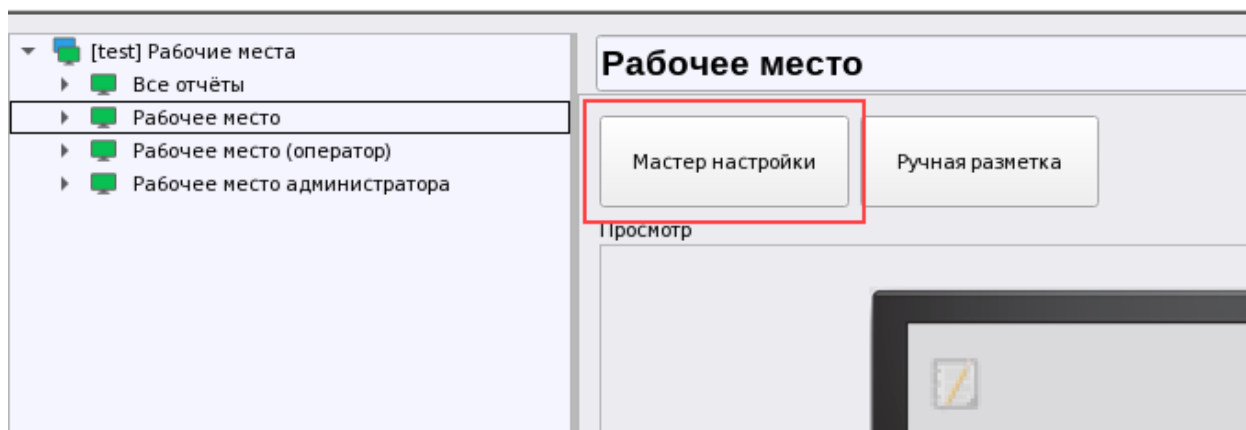 [test] Рабочие места
Все отчёты
Рабочее место
Рабочее место (оператор)
Рабочее место администратора
Рабочее место
Мастер настройки
Ручная разметка
Просмотр